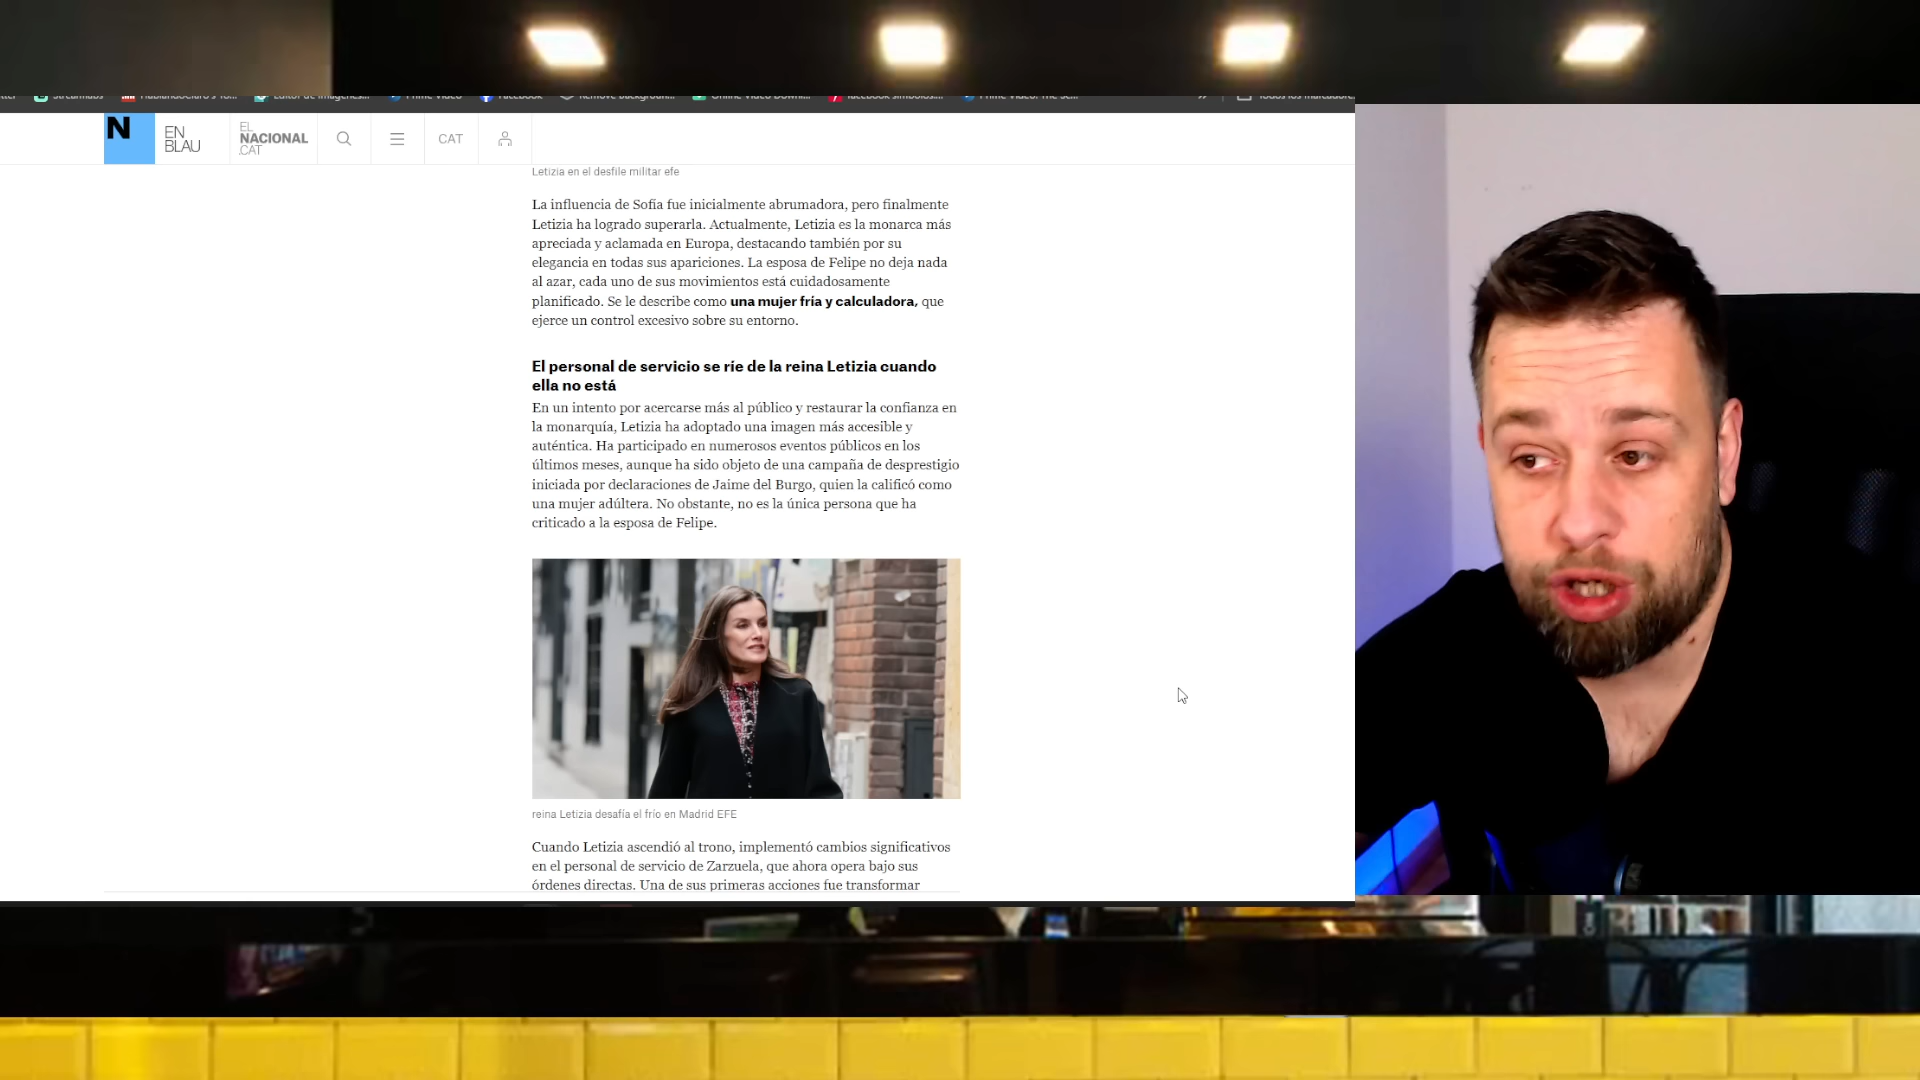 Streamlabs
Facebook
Prime Video
N
EN
BLAU
EL
NACIONAL
.CAT
CAT
Letizia en el desfile militar efe
La influencia de Sofía fue inicialmente abrumadora, pero finalmente
Letizia ha logrado superarla. Actualmente, Letizia es la monarca más
apreciada y aclamada en Europa, destacando también por su
elegancia en todas sus apariciones. La esposa de Felipe no deja nada
al azar, cada uno de sus movimientos está cuidadosamente
planificado. Se le describe como una mujer fría y calculadora, que
ejerce un control excesivo sobre su entorno.
El personal de servicio se ríe de la reina Letizia cuando
ella no está
En un intento por acercarse más al público y restaurar la confianza en
la monarquía, Letizia ha adoptado una imagen más accesible y
auténtica. Ha participado en numerosos eventos públicos en los
últimos meses, aunque ha sido objeto de una campaña de desprestigio
iniciada por declaraciones de Jaime del Burgo, quien la calificó como
una mujer adúltera. No obstante, no es la única persona que ha
criticado a la esposa de Felipe.
reina Letizia desafía el frío en Madrid EFE
Cuando Letizia ascendió al trono, implementó cambios significativos
en el personal de servicio de Zarzuela, que ahora opera bajo sus
órdenes directas. Una de sus primeras acciones fue transformar